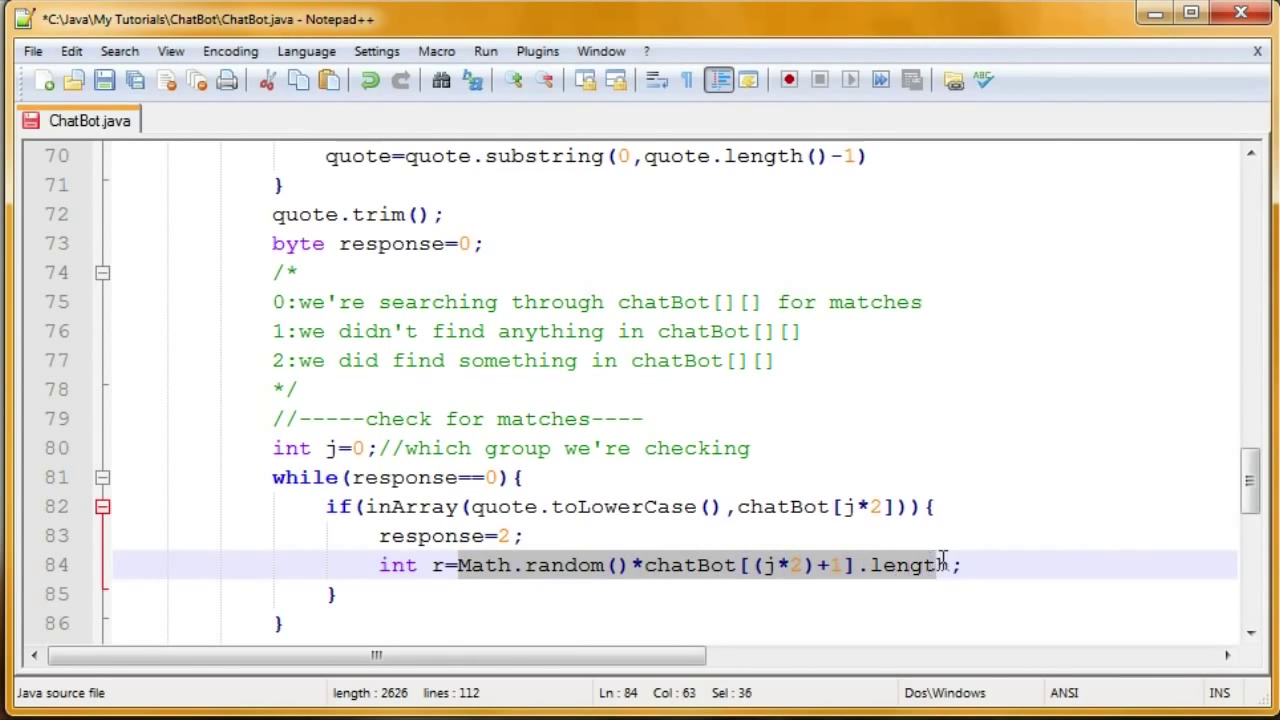 *C:\Java\My Tutorials\ChatBot\ChatBot.java - Notepad++
File Edit Search View Encoding Language Settings Macro Run Plugins Window ? X
ABC
ChatBot.java
70 quote=quote.substring(0,quote.length()-1)
71 }
72 quote.trim();
73 byte response=0;
74 /*
75 0:we're searching through chatBot[][] for matches
76 1:we didn't find anything in chatBot[][]
77 2:we did find something in chatBot[][]
78 */
79 //-----check for matches----
80 int j=0;//which group we're checking
81 while(response==0){
82 if(inArray(quote.toLowerCase(),chatBot[j*2])){
83 response=2;
84 int r=Math.random()*chatBot[(j*2)+1].length;
85 }
86 }
Java source file length : 2626 lines : 112 Ln : 84 Col : 63 Sel : 36 Dos\Windows ANSI INS